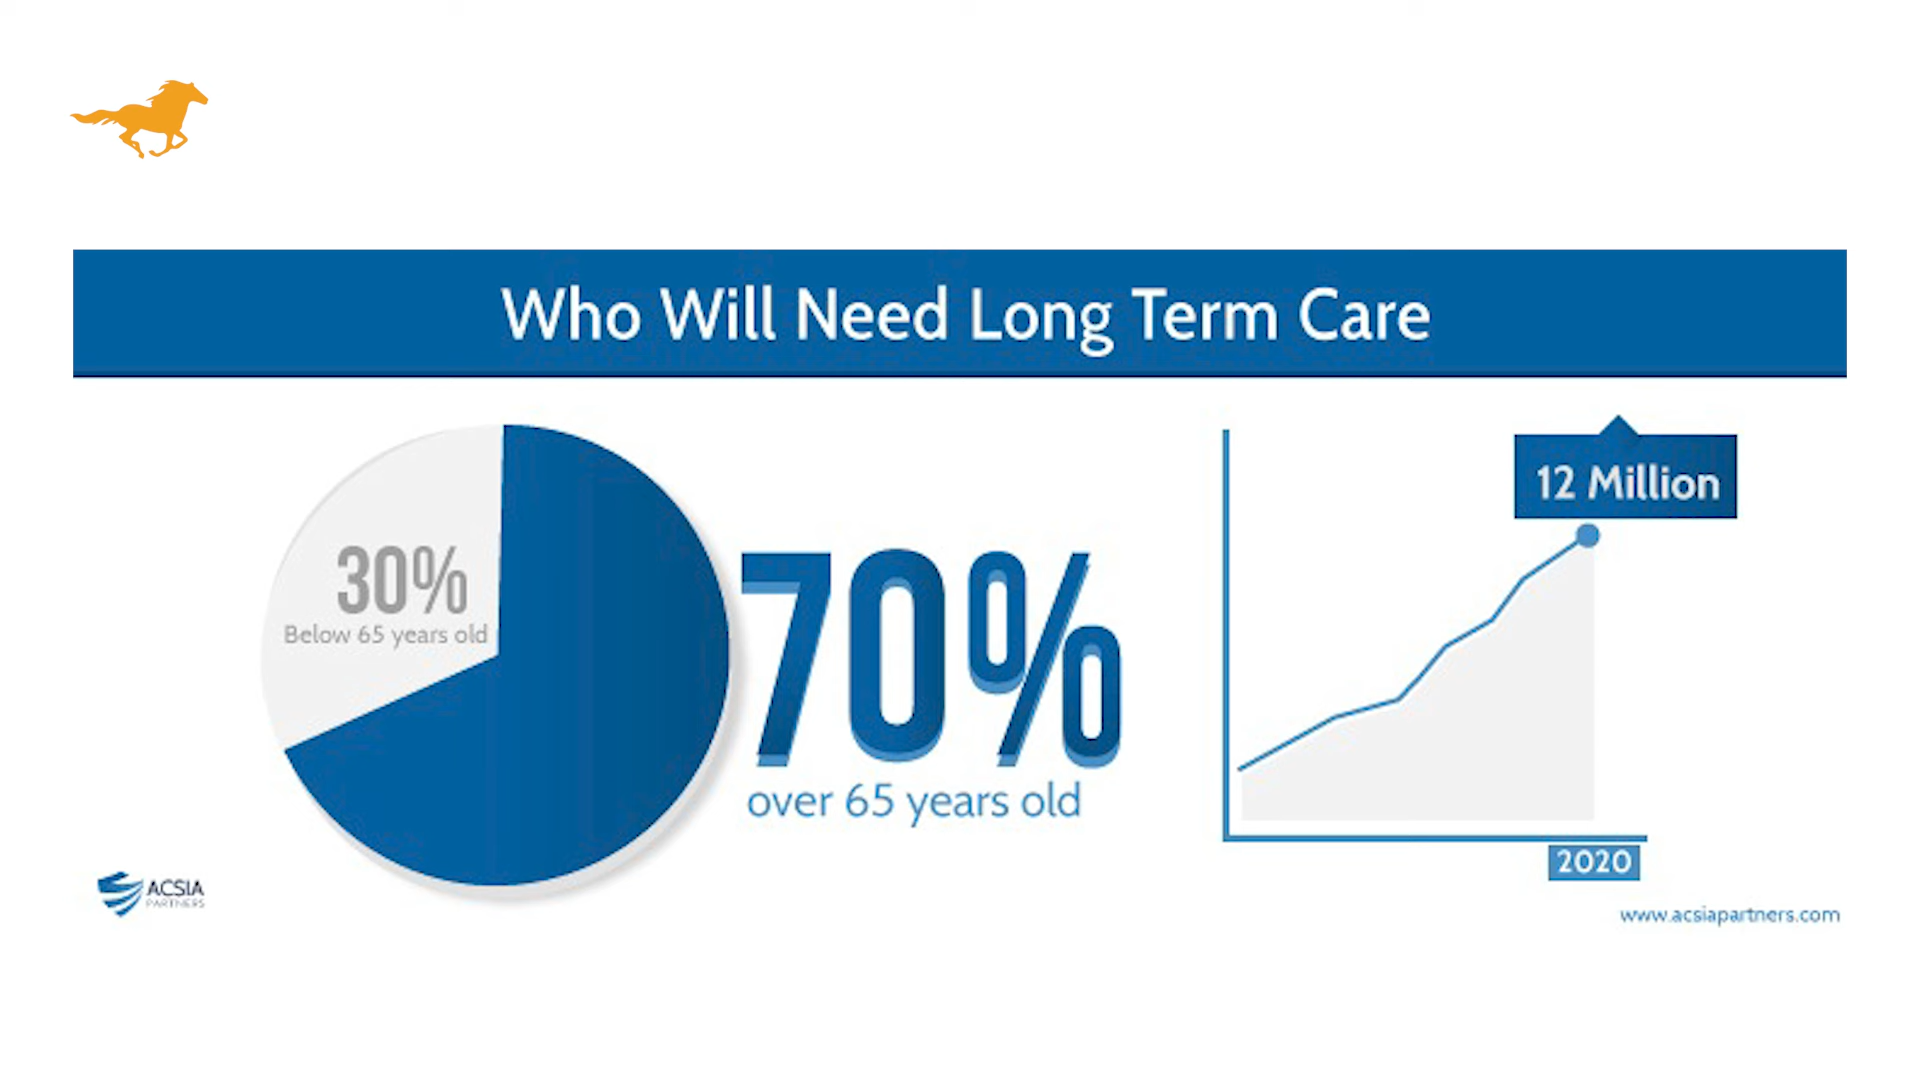 Who Will Need Long Term Care
30%
Below 65 years old
70%
over 65 years old
12 Million
2020
ACSIA
PARTNERS
www.acsiapartners.com